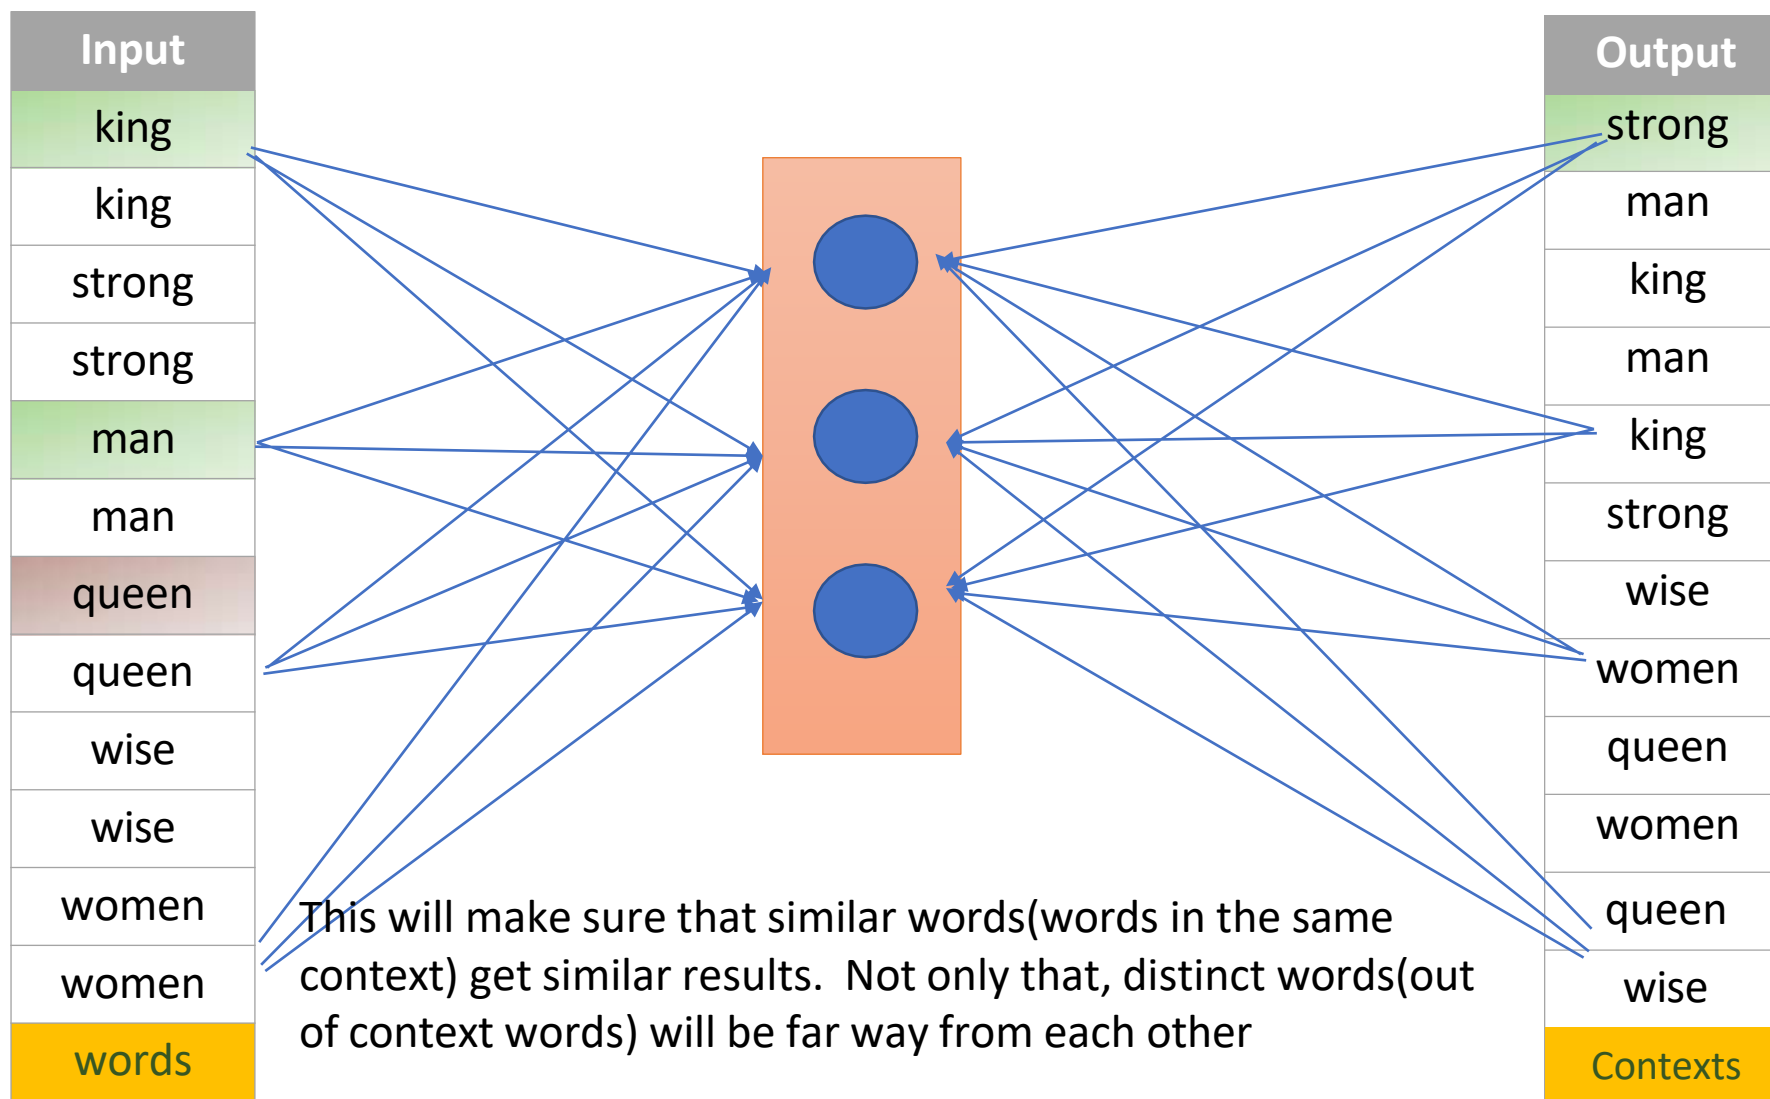 Input
king
king
strong
strong
man
man
queen
queen
wise
wise
women
women
words
This will make sure that similar words(words in the same
context) get similar results.  Not only that, distinct words(out
of context words) will be far way from each other
Output
strong
man
king
man
king
strong
wise
women
queen
women
queen
wise
Contexts